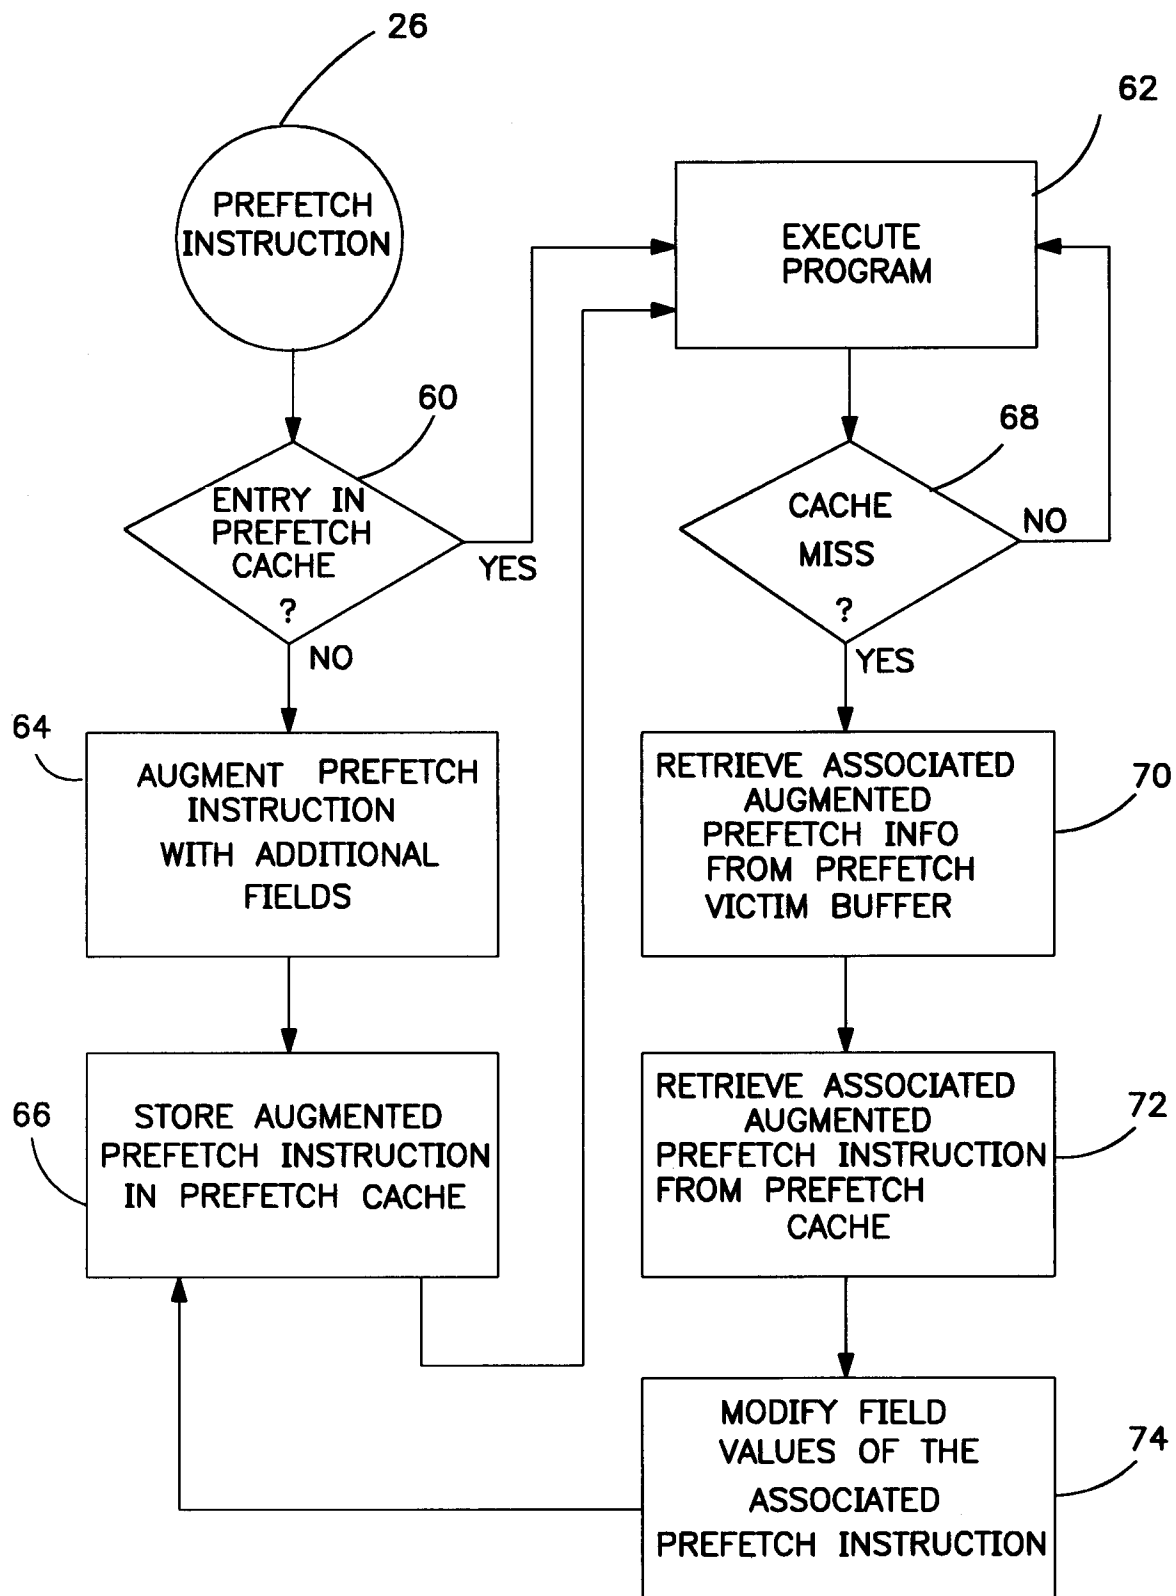 26
PREFETCH
INSTRUCTION
62
EXECUTE
PROGRAM
60
ENTRY IN
PREFETCH
CACHE
?
YES
NO
68
CACHE
MISS
?
NO
YES
64
AUGMENT PREFETCH
INSTRUCTION
WITH ADDITIONAL
FIELDS
70
RETRIEVE ASSOCIATED
AUGMENTED
PREFETCH INFO
FROM PREFETCH
VICTIM BUFFER
66
STORE AUGMENTED
PREFETCH INSTRUCTION
IN PREFETCH CACHE
72
RETRIEVE ASSOCIATED
AUGMENTED
PREFETCH INSTRUCTION
FROM PREFETCH
CACHE
74
MODIFY FIELD
VALUES OF THE
ASSOCIATED
PREFETCH INSTRUCTION